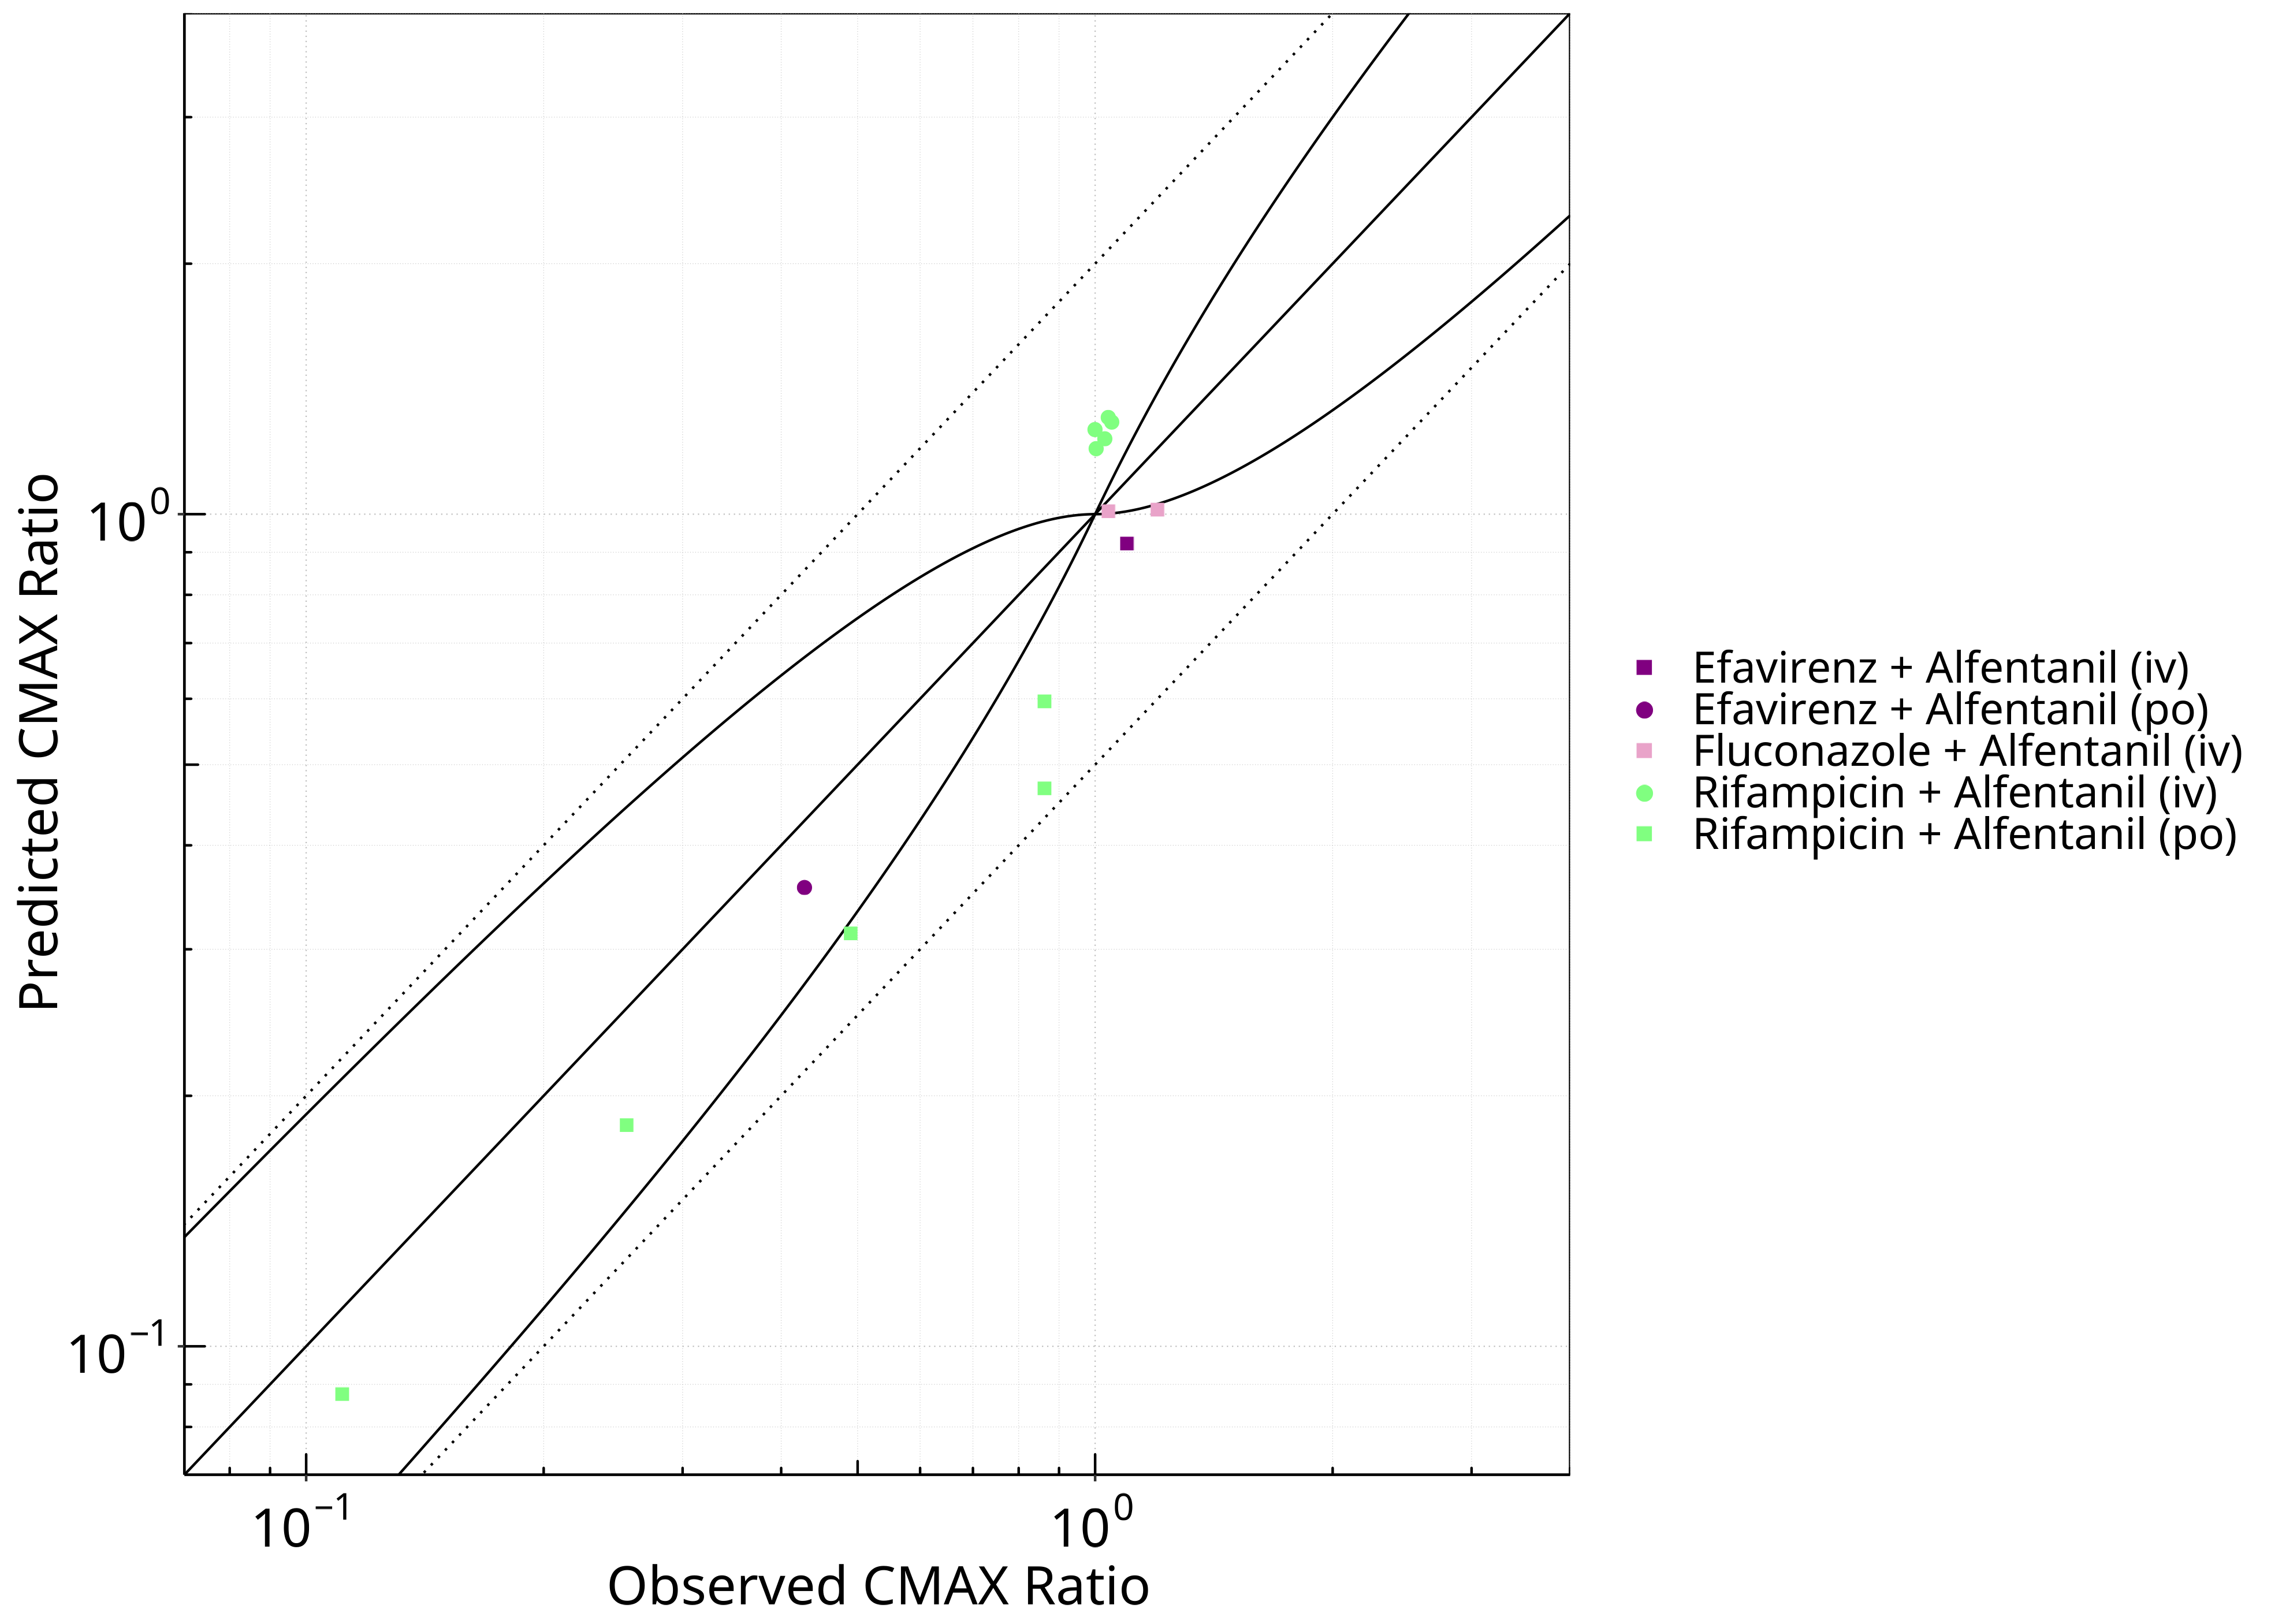 Predicted CMAX Ratio
10⁰
10⁻¹
10⁻¹
10⁰
Observed CMAX Ratio
Efavirenz + Alfentanil (iv)
Efavirenz + Alfentanil (po)
Fluconazole + Alfentanil (iv)
Rifampicin + Alfentanil (iv)
Rifampicin + Alfentanil (po)